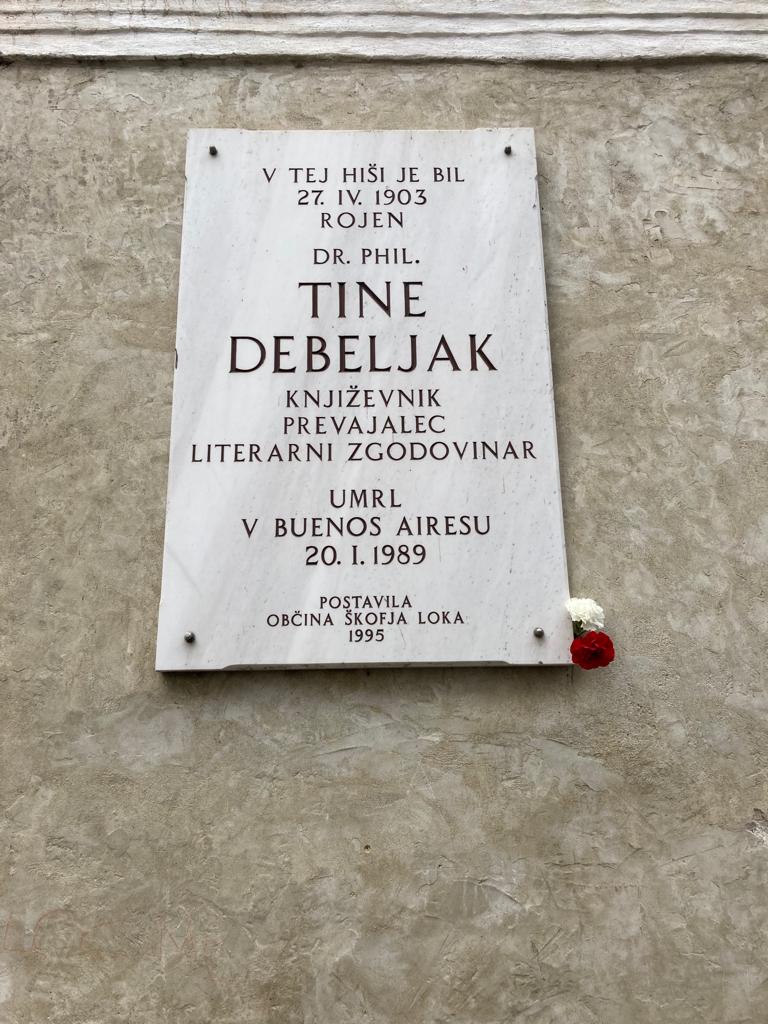 V TEJ HIŠI JE BIL
27. IV. 1903
ROJEN
DR. PHIL.
TINE
DEBELJAK
KNJIŽEVNIK
PREVAJALEC
LITERARNI ZGODOVINAR
UMRL
V BUENOS AIRESU
20. I. 1989
POSTAVILA
OBČINA ŠKOFJA LOKA
1995